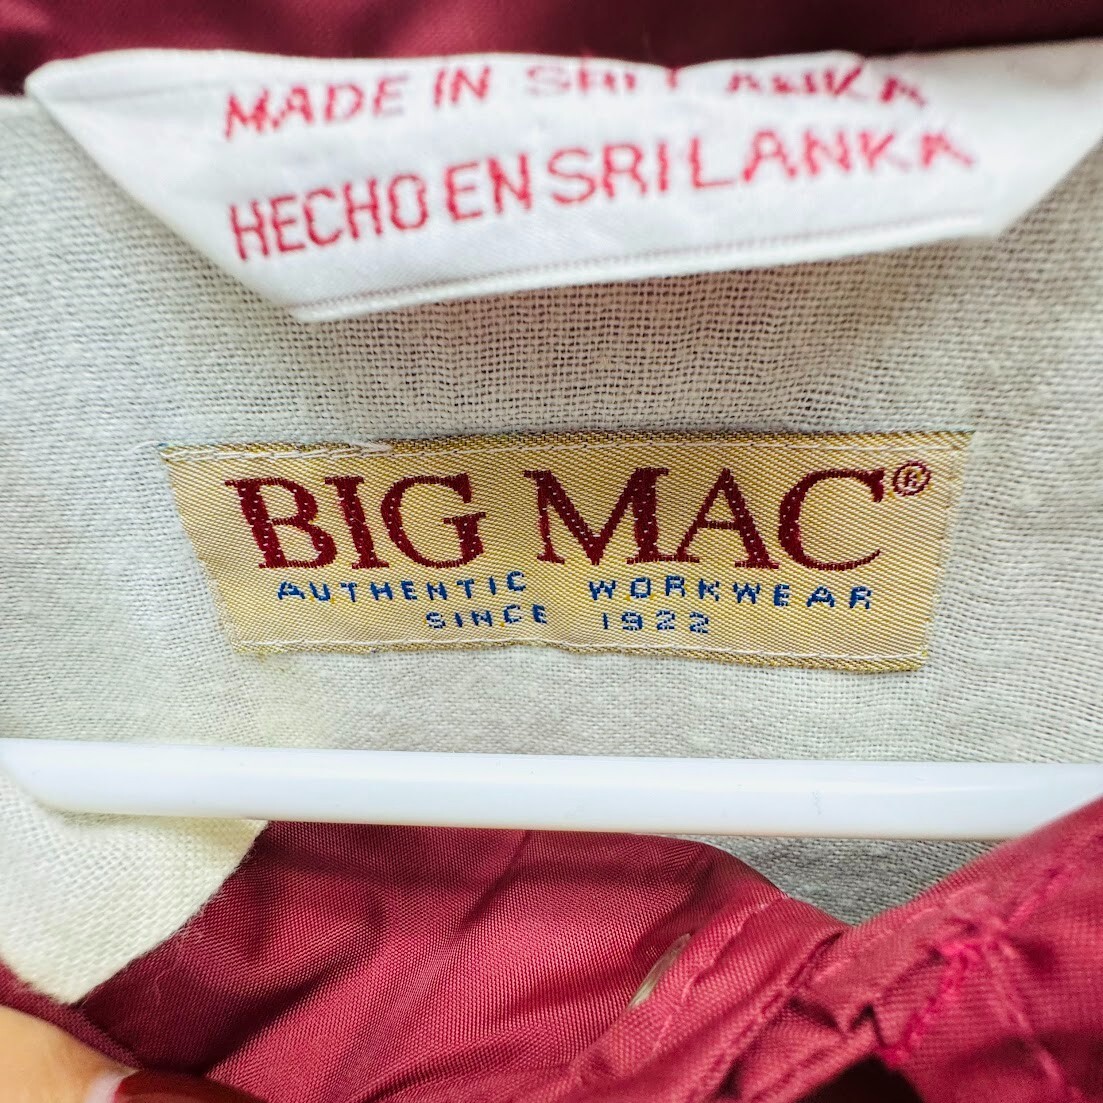 MADE IN SRI LANKA
HECHO EN SRI LANKA
BIG MAC®
AUTHENTIC WORKWEAR
SINCE 1922